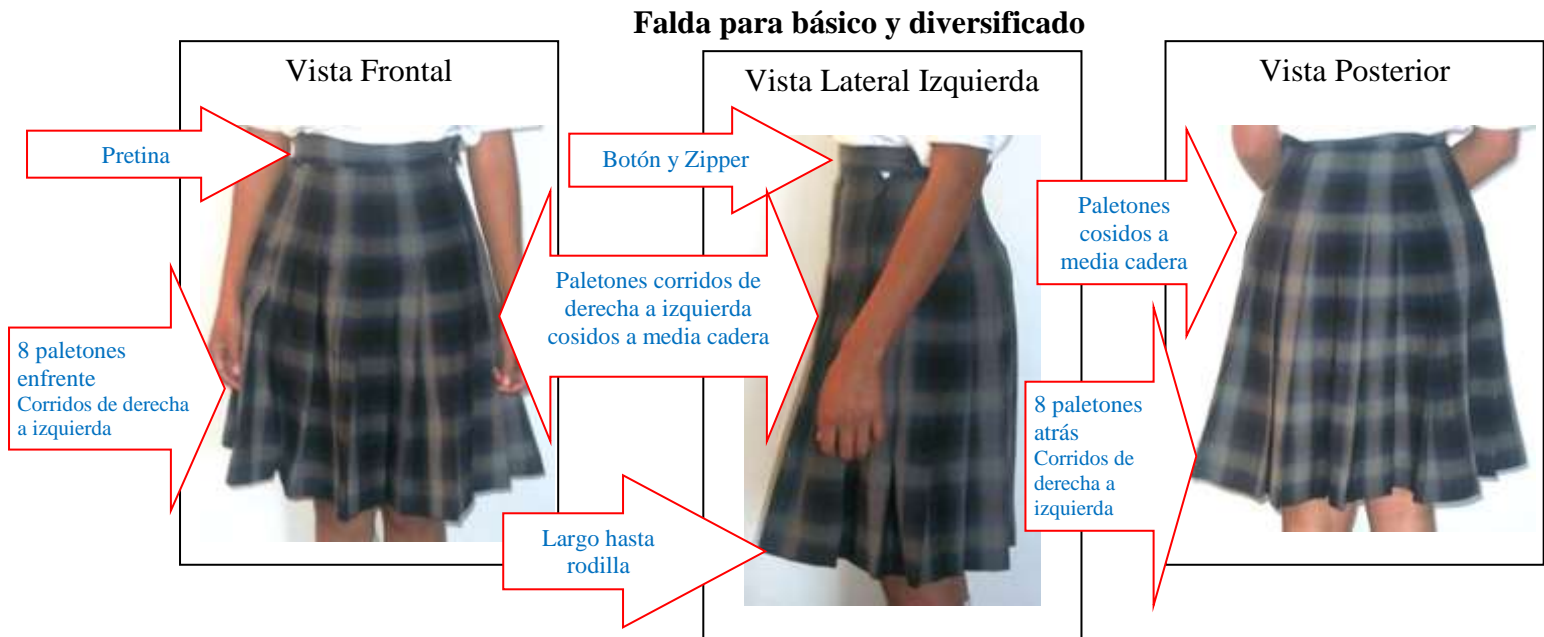 Falda para básico y diversificado
Vista Frontal
Pretina
8 paletones
enfrente
Corridos de derecha
a izquierda
Vista Lateral Izquierda
Botón y Zipper
Paletones corridos de
derecha a izquierda
cosidos a media cadera
Largo hasta
rodilla
Vista Posterior
Paletones
cosidos a
media cadera
8 paletones
atrás
Corridos de
derecha a
izquierda